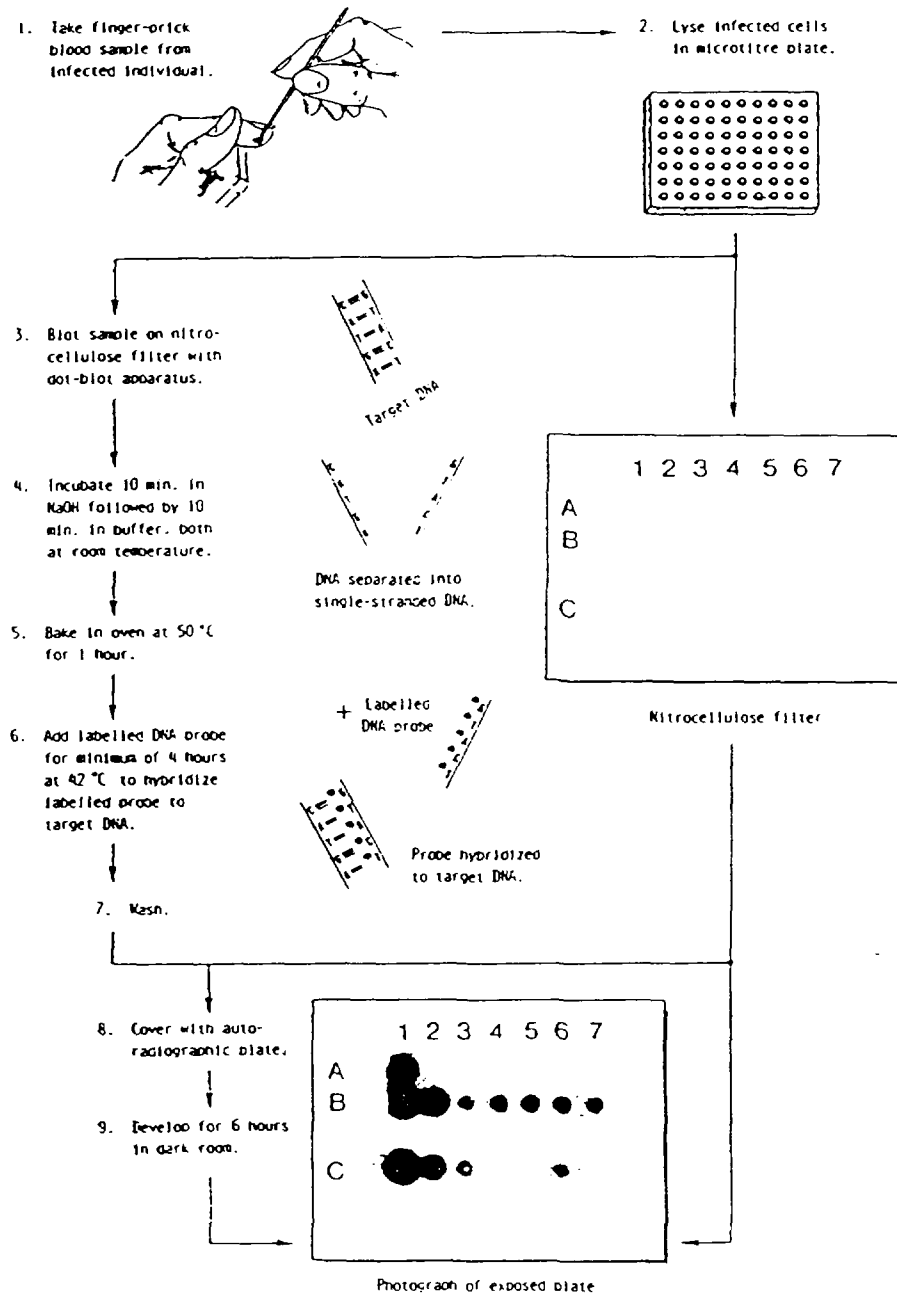 1. Take finger-prick
blood sample from
infected individual.
2. Lyse infected cells
in microtitre plate.
3. Blot sample on nitro-
cellulose filter with
dot-blot apparatus.
Target DNA
4. Incubate 10 min. in
NaOH followed by 10
min. in buffer, both
at room temperature.
DNA separated into
single-stranded DNA.
1 2 3 4 5 6 7
A
B
C
Nitrocellulose filter
5. Bake in oven at 50 °C
for 1 hour.
+ Labelled
DNA probe
6. Add labelled DNA probe
for minimum of 4 hours
at 42 °C to hybridize
labelled probe to
target DNA.
Probe hybridized
to target DNA.
7. Wash.
8. Cover with auto-
radiographic plate.
9. Develop for 6 hours
in dark room.
1 2 3 4 5 6 7
A
B
C
Photograph of exposed plate